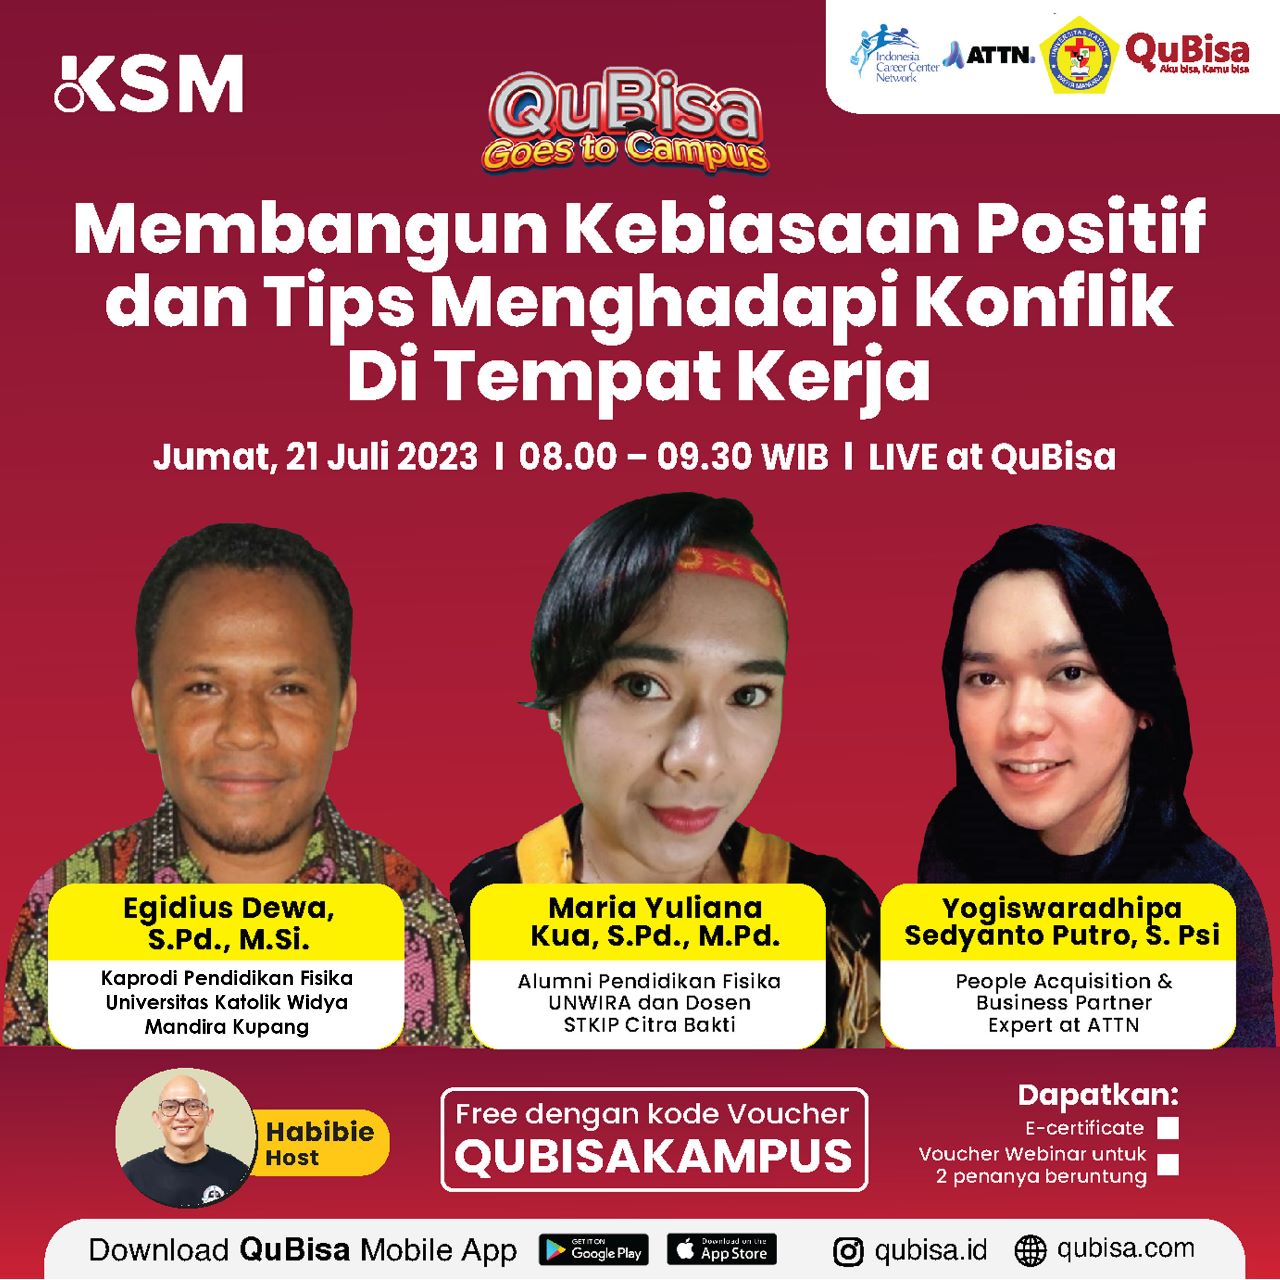 KSM
Indonesia
Career Center
Network
ATTN.
UNIVERSITAS KATOLIK
WIDYA MANDIRA
QuBisa
Aku bisa, Kamu bisa
QuBisa
Goes to Campus
Membangun Kebiasaan Positif
dan Tips Menghadapi Konflik
Di Tempat Kerja
Jumat, 21 Juli 2023 | 08.00 – 09.30 WIB | LIVE at QuBisa
Egidius Dewa,
S.Pd., M.Si.
Kaprodi Pendidikan Fisika
Universitas Katolik Widya
Mandira Kupang
Maria Yuliana
Kua, S.Pd., M.Pd.
Alumni Pendidikan Fisika
UNWIRA dan Dosen
STKIP Citra Bakti
Yogiswaradhipa
Sedyanto Putro, S. Psi
People Acquisition &
Business Partner
Expert at ATTN
Habibie
Host
Free dengan kode Voucher
QUBISAKAMPUS
Dapatkan:
E-certificate
Voucher Webinar untuk
2 penanya beruntung
Download QuBisa Mobile App
GET IT ON
Google Play
Download on the
App Store
qubisa.id
qubisa.com